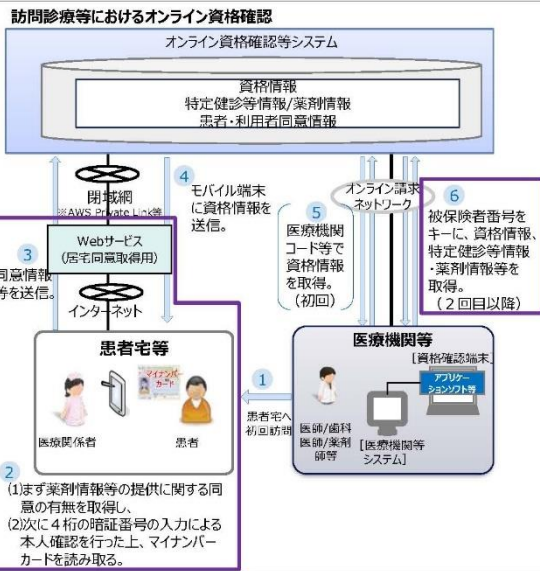 訪問診療等におけるオンライン資格確認
オンライン資格確認等システム
資格情報
特定健診等情報/薬剤情報
患者・利用者同意情報
閉域網
※AWS Private Link等
4
モバイル端末
に資格情報を
送信。
オンライン請求
ネットワーク
5
医療機関
コード等で
資格情報
を取得。
(初回)
6
被保険者番号を
キーに、資格情報、
特定健診等情報
・薬剤情報等を
取得。
(2回目以降)
Webサービス
(居宅同意取得用)
3
同意情報
等を送信。
インターネット
患者宅等
マイナンバー
カード
医療関係者
患者
1
患者宅へ
初回訪問
医療機関等
[資格確認端末]
アプリケー
ションソフト等
医師/歯科
医師/薬剤
師等
[医療機関等
システム]
2
(1)まず薬剤情報等の提供に関する同
意の有無を取得し、
(2)次に4桁の暗証番号の入力による
本人確認を行った上、マイナンバー
カードを読み取る。